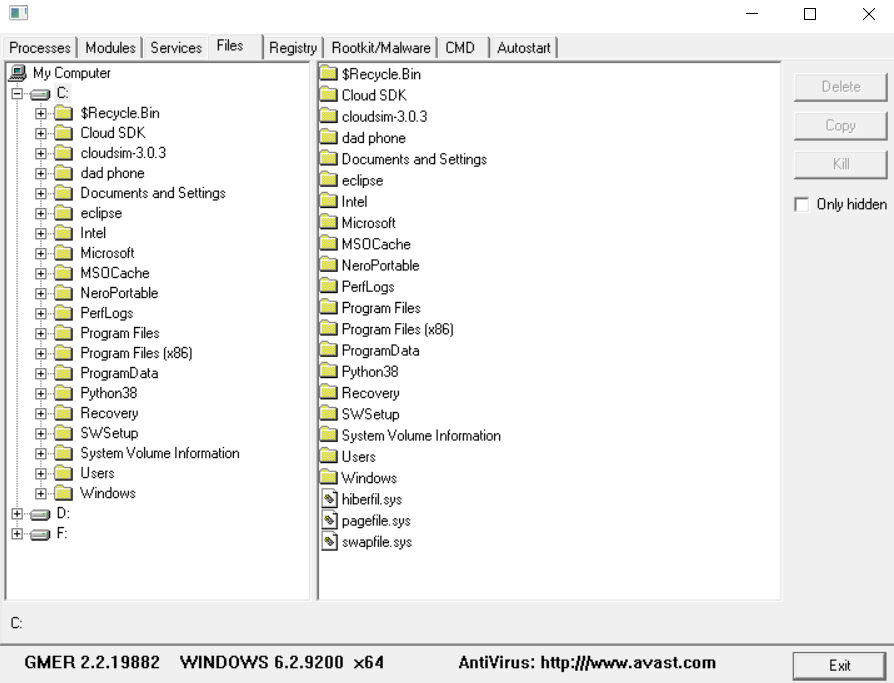 Processes Modules Services Files Registry Rootkit/Malware CMD Autostart
My Computer
C:
$Recycle.Bin
Cloud SDK
cloudsim-3.0.3
dad phone
Documents and Settings
eclipse
Intel
Microsoft
MSOCache
NeroPortable
PerfLogs
Program Files
Program Files (x86)
ProgramData
Python38
Recovery
SWSetup
System Volume Information
Users
Windows
D:
F:
$Recycle.Bin
Cloud SDK
cloudsim-3.0.3
dad phone
Documents and Settings
eclipse
Intel
Microsoft
MSOCache
NeroPortable
PerfLogs
Program Files
Program Files (x86)
ProgramData
Python38
Recovery
SWSetup
System Volume Information
Users
Windows
hiberfil.sys
pagefile.sys
swapfile.sys
Delete
Copy
Kill
Only hidden
C:
GMER 2.2.19882 WINDOWS 6.2.9200 x64 AntiVirus: http:///www.avast.com Exit